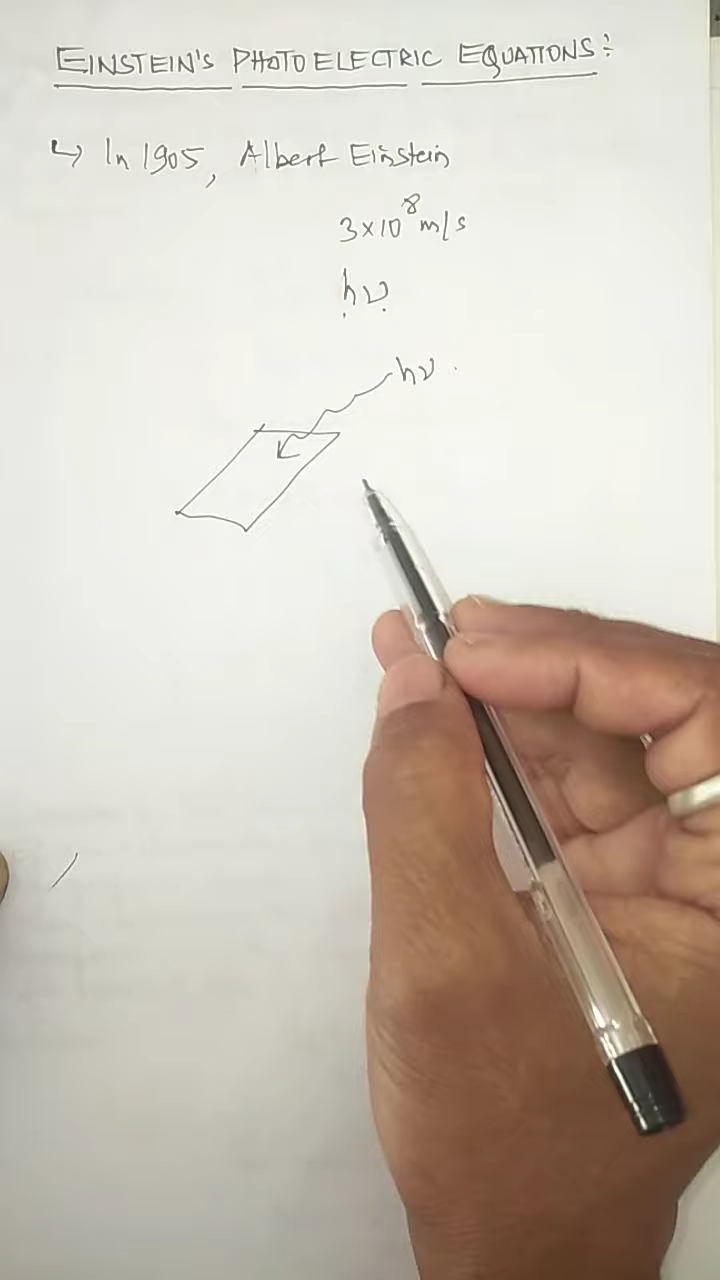 EINSTEIN'S PHOTOELECTRIC EQUATIONS:
↳ In 1905, Albert Einstein
3×10⁸ m/s
hν
hν